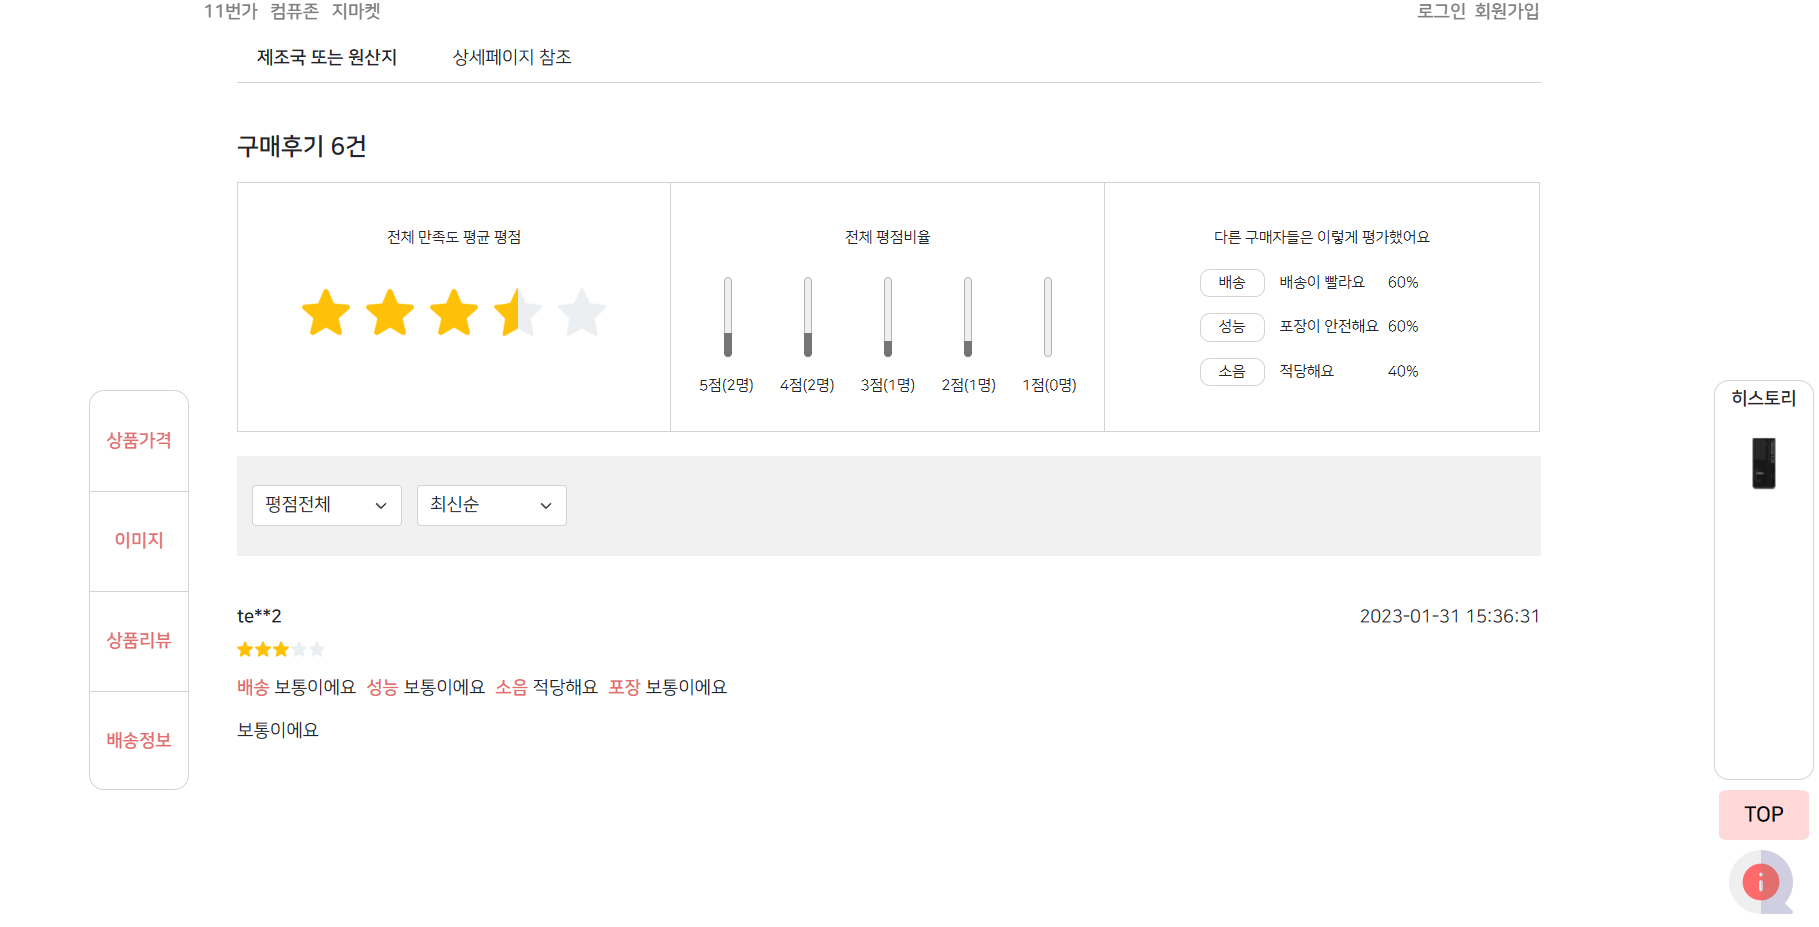 11번가 컴퓨존 지마켓 로그인 회원가입
제조국 또는 원산지 상세페이지 참조
구매후기 6건
전체 만족도 평균 평점
전체 평점비율
5점(2명) 4점(2명) 3점(1명) 2점(1명) 1점(0명)
다른 구매자들은 이렇게 평가했어요
배송 배송이 빨라요 60%
성능 포장이 안전해요 60%
소음 적당해요 40%
평점전체 최신순
te**2 2023-01-31 15:36:31
배송 보통이에요 성능 보통이에요 소음 적당해요 포장 보통이에요
보통이에요
상품가격
이미지
상품리뷰
배송정보
히스토리
TOP
i